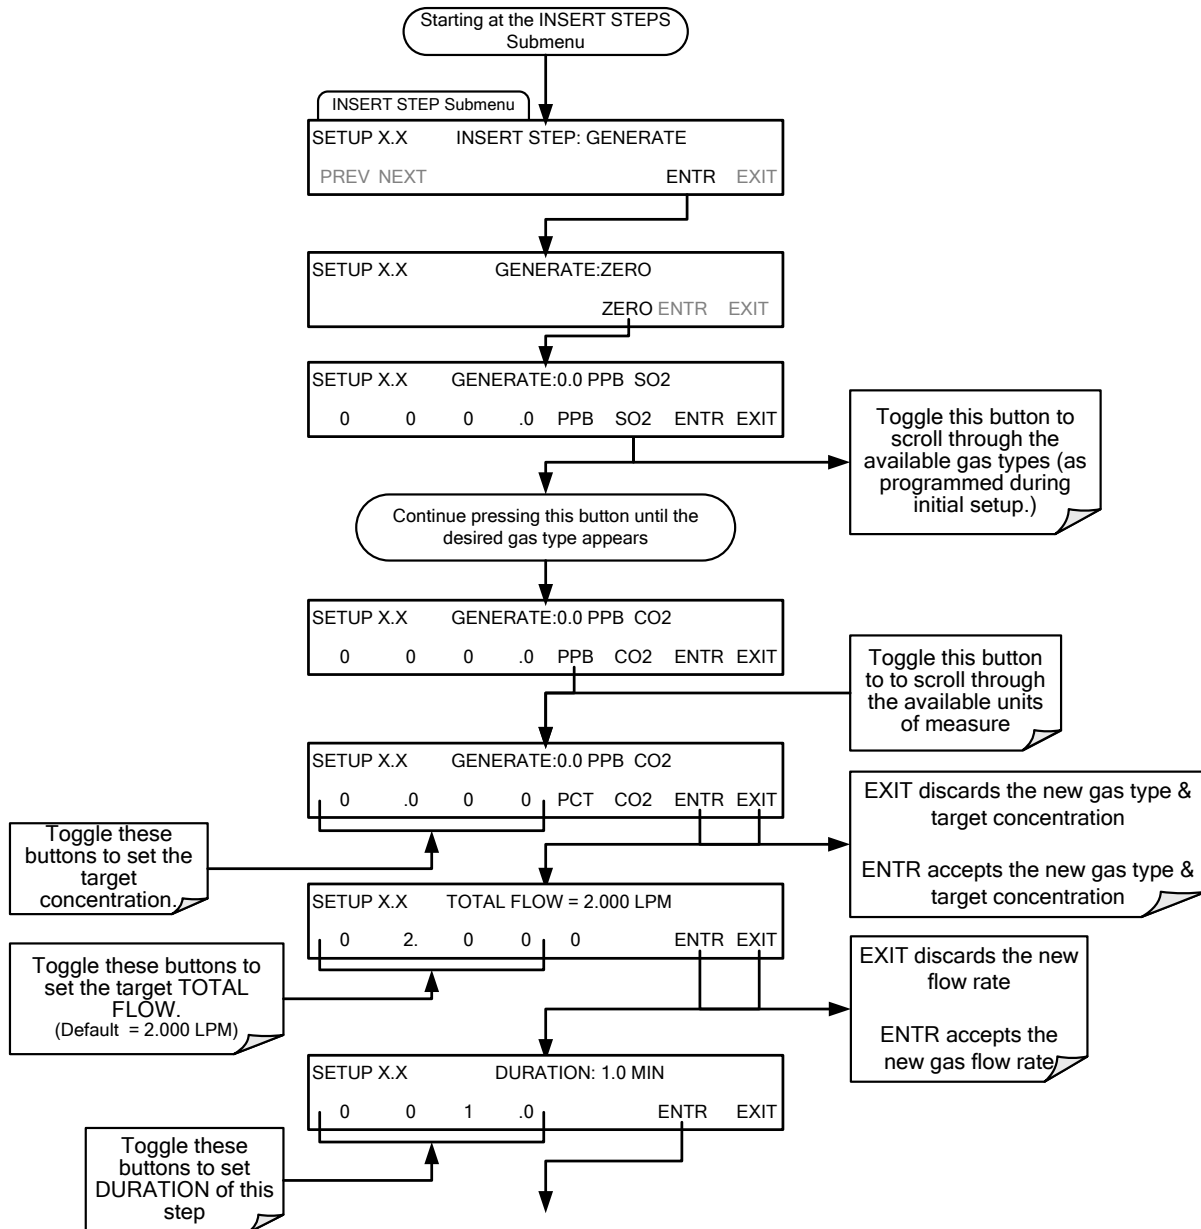 Starting at the INSERT STEPS
Submenu
INSERT STEP Submenu
SETUP X.X INSERT STEP: GENERATE
PREV NEXT ENTR EXIT
SETUP X.X GENERATE:ZERO
ZERO ENTR EXIT
SETUP X.X GENERATE:0.0 PPB SO2
0 0 0 .0 PPB SO2 ENTR EXIT
Toggle this button to
scroll through the
available gas types (as
programmed during
initial setup.)
Continue pressing this button until the
desired gas type appears
SETUP X.X GENERATE:0.0 PPB CO2
0 0 0 .0 PPB CO2 ENTR EXIT
Toggle this button
to to scroll through
the available units
of measure
SETUP X.X GENERATE:0.0 PPB CO2
0 .0 0 0 PCT CO2 ENTR EXIT
Toggle these
buttons to set the
target
concentration.
EXIT discards the new gas type &
target concentration
ENTR accepts the new gas type &
target concentration
SETUP X.X TOTAL FLOW = 2.000 LPM
0 2. 0 0 0 ENTR EXIT
Toggle these buttons to
set the target TOTAL
FLOW.
(Default = 2.000 LPM)
EXIT discards the new
flow rate
ENTR accepts the
new gas flow rate
SETUP X.X DURATION: 1.0 MIN
0 0 1 .0 ENTR EXIT
Toggle these
buttons to set
DURATION of this
step